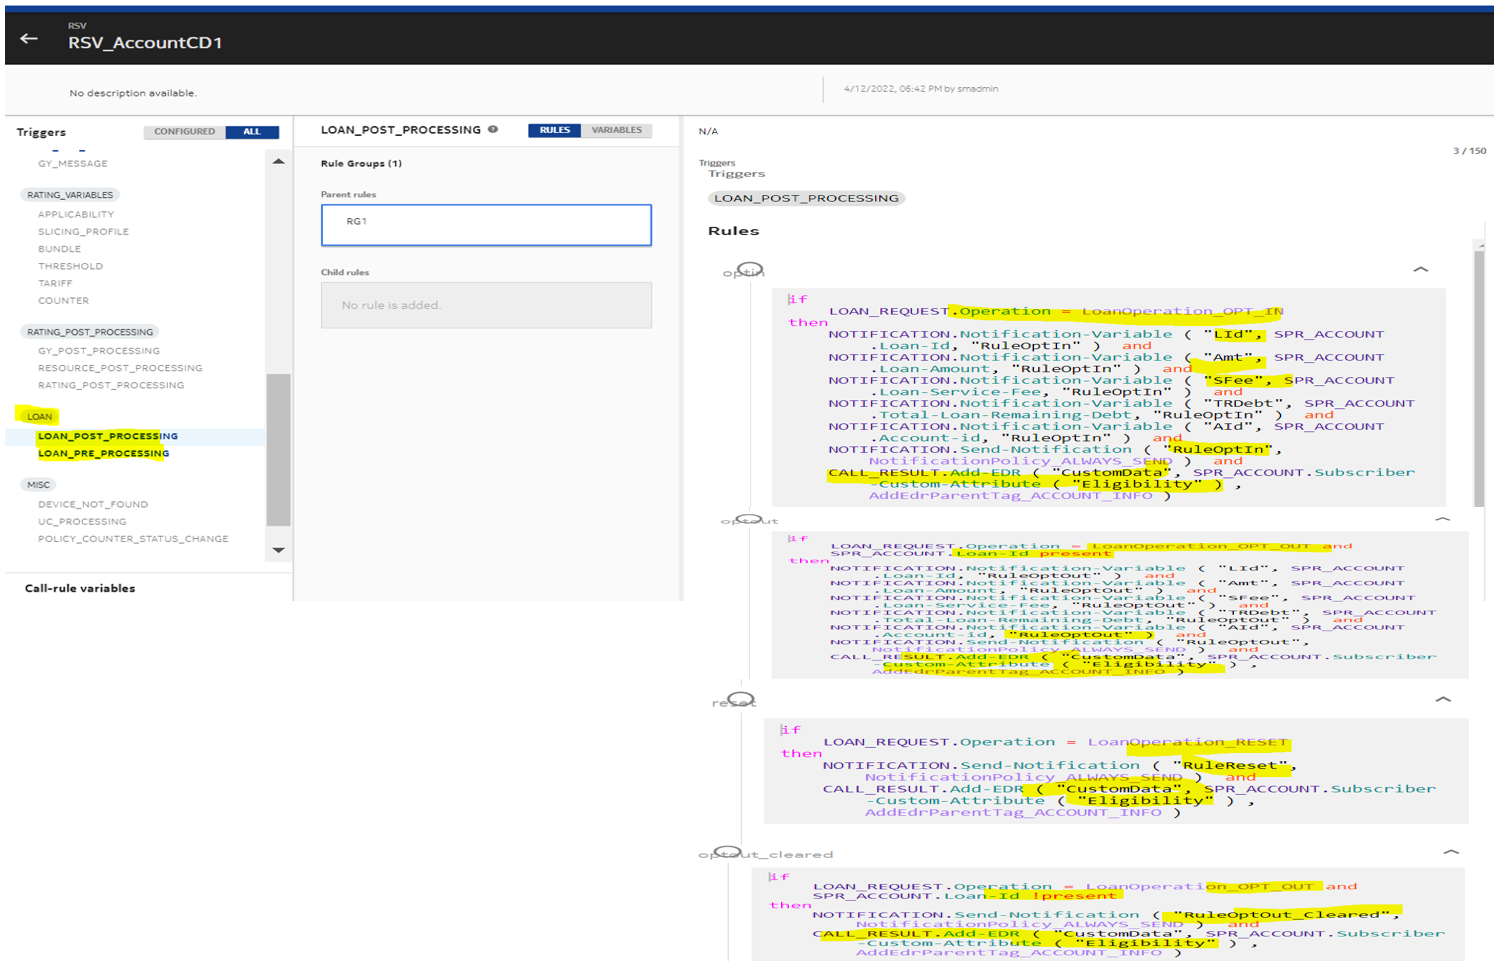 RSV
RSV_AccountCD1
No description available.
4/12/2022, 06:42 PM by smadmin
Triggers
CONFIGURED
ALL
GY_MESSAGE
RATING_VARIABLES
APPLICABILITY
SLICING_PROFILE
BUNDLE
THRESHOLD
TARIFF
COUNTER
RATING_POST_PROCESSING
GY_POST_PROCESSING
RESOURCE_POST_PROCESSING
RATING_POST_PROCESSING
LOAN
LOAN_POST_PROCESSING
LOAN_PRE_PROCESSING
MISC
DEVICE_NOT_FOUND
UC_PROCESSING
POLICY_COUNTER_STATUS_CHANGE
Call-rule variables
LOAN_POST_PROCESSING
RULES
VARIABLES
Rule Groups (1)
Parent rules
RG1
Child rules
No rule is added.
N/A
3 / 150
Triggers
Triggers
LOAN_POST_PROCESSING
Rules
optin
if
LOAN_REQUEST.Operation = LoanOperation_OPT_IN
then
NOTIFICATION.Notification-Variable ( "LId", SPR_ACCOUNT
.Loan-Id, "RuleOptIn" ) and
NOTIFICATION.Notification-Variable ( "Amt", SPR_ACCOUNT
.Loan-Amount, "RuleOptIn" ) and
NOTIFICATION.Notification-Variable ( "SFee", SPR_ACCOUNT
.Loan-Service-Fee, "RuleOptIn" ) and
NOTIFICATION.Notification-Variable ( "TRDebt", SPR_ACCOUNT
.Total-Loan-Remaining-Debt, "RuleOptIn" ) and
NOTIFICATION.Notification-Variable ( "AId", SPR_ACCOUNT
.Account-id, "RuleOptIn" ) and
NOTIFICATION.Send-Notification ( "RuleOptIn",
NotificationPolicy_ALWAYS_SEND ) and
CALL_RESULT.Add-EDR ( "CustomData", SPR_ACCOUNT.Subscriber
-Custom-Attribute ( "Eligibility" ) ,
AddEdrParentTag_ACCOUNT_INFO )
optout
if
LOAN_REQUEST.Operation = LoanOperation_OPT_OUT and
SPR_ACCOUNT.Loan-Id present
then
NOTIFICATION.Notification-Variable ( "LId", SPR_ACCOUNT
.Loan-Id, "RuleOptOut" ) and
NOTIFICATION.Notification-Variable ( "Amt", SPR_ACCOUNT
.Loan-Amount, "RuleOptOut" ) and
NOTIFICATION.Notification-Variable ( "SFee", SPR_ACCOUNT
.Loan-Service-Fee, "RuleOptOut" ) and
NOTIFICATION.Notification-Variable ( "TRDebt", SPR_ACCOUNT
.Total-Loan-Remaining-Debt, "RuleOptOut" ) and
NOTIFICATION.Notification-Variable ( "AId", SPR_ACCOUNT
.Account-id, "RuleOptOut" ) and
NOTIFICATION.Send-Notification ( "RuleOptOut",
NotificationPolicy_ALWAYS_SEND ) and
CALL_RESULT.Add-EDR ( "CustomData", SPR_ACCOUNT.Subscriber
-Custom-Attribute ( "Eligibility" ) ,
AddEdrParentTag_ACCOUNT_INFO )
reset
if
LOAN_REQUEST.Operation = LoanOperation_RESET
then
NOTIFICATION.Send-Notification ( "RuleReset",
NotificationPolicy_ALWAYS_SEND ) and
CALL_RESULT.Add-EDR ( "CustomData", SPR_ACCOUNT.Subscriber
-Custom-Attribute ( "Eligibility" ) ,
AddEdrParentTag_ACCOUNT_INFO )
optout_cleared
if
LOAN_REQUEST.Operation = LoanOperation_OPT_OUT and
SPR_ACCOUNT.Loan-Id !present
then
NOTIFICATION.Send-Notification ( "RuleOptOut_Cleared",
NotificationPolicy_ALWAYS_SEND ) and
CALL_RESULT.Add-EDR ( "CustomData", SPR_ACCOUNT.Subscriber
-Custom-Attribute ( "Eligibility" ) ,
AddEdrParentTag_ACCOUNT_INFO )